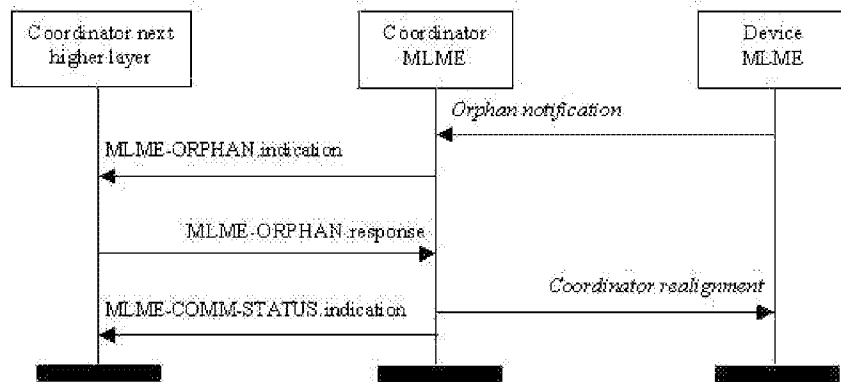 Coordinator next
higher layer
Coordinator
MLME
Device
MLME
Orphan notification
MLME-ORPHAN.indication
MLME-ORPHAN.response
Coordinator realignment
MLME-COMM-STATUS.indication